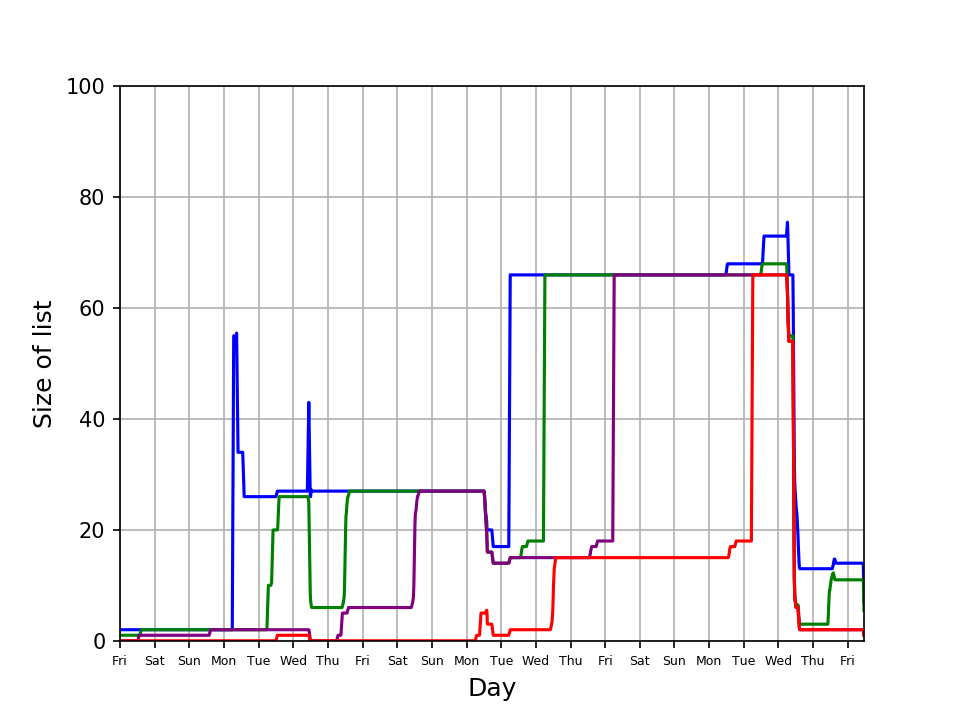 100
80
60
40
20
0
Size of list
Fri Sat Sun Mon Tue Wed Thu Fri Sat Sun Mon Tue Wed Thu Fri Sat Sun Mon Tue Wed Thu Fri
Day